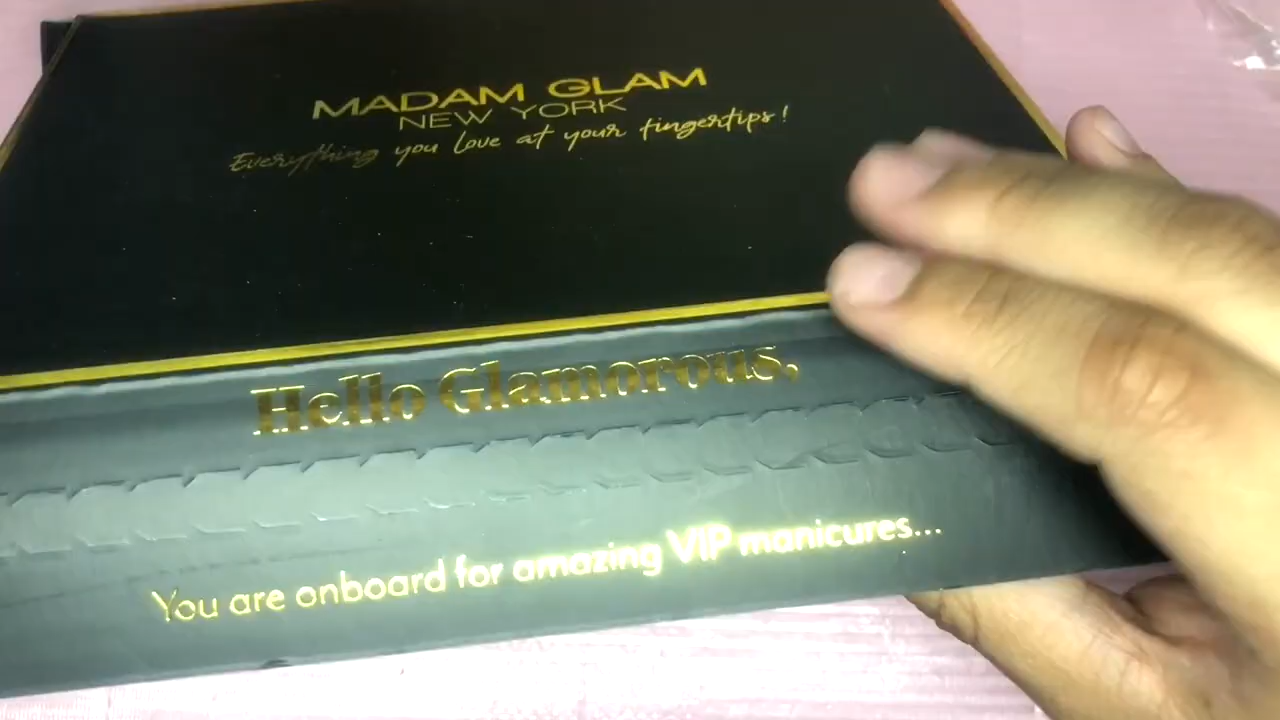 MADAM GLAM
NEW YORK
Everything you love at your fingertips!
Hello Glamorous,
You are onboard for amazing VIP manicures...